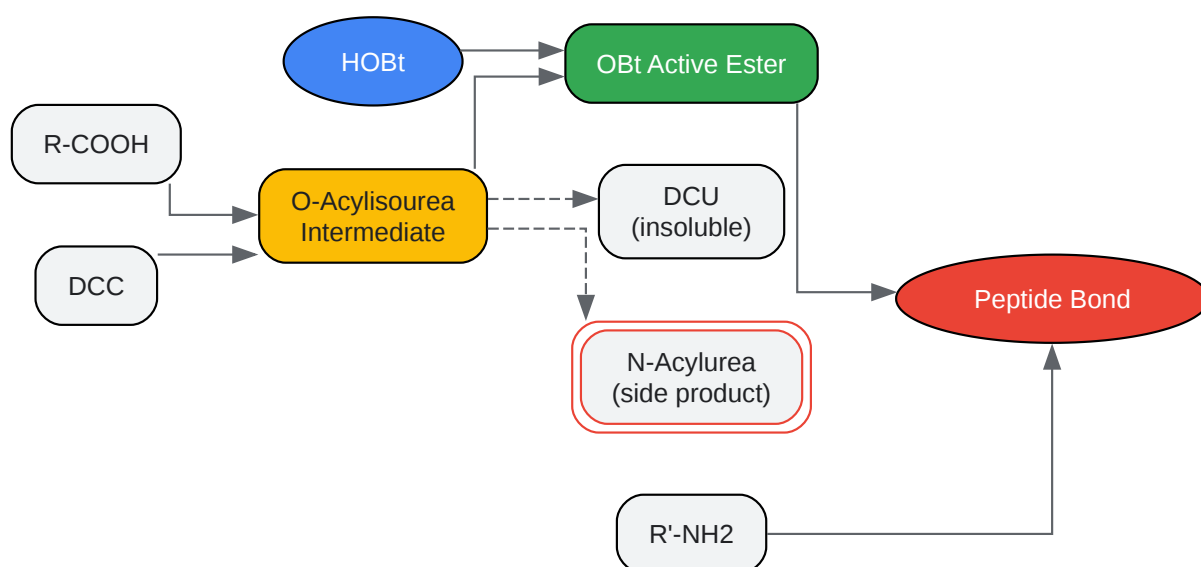 HOBt
OBt Active Ester
R-COOH
O-Acylisourea
Intermediate
DCU
(insoluble)
DCC
Peptide Bond
N-Acylurea
(side product)
R'-NH2